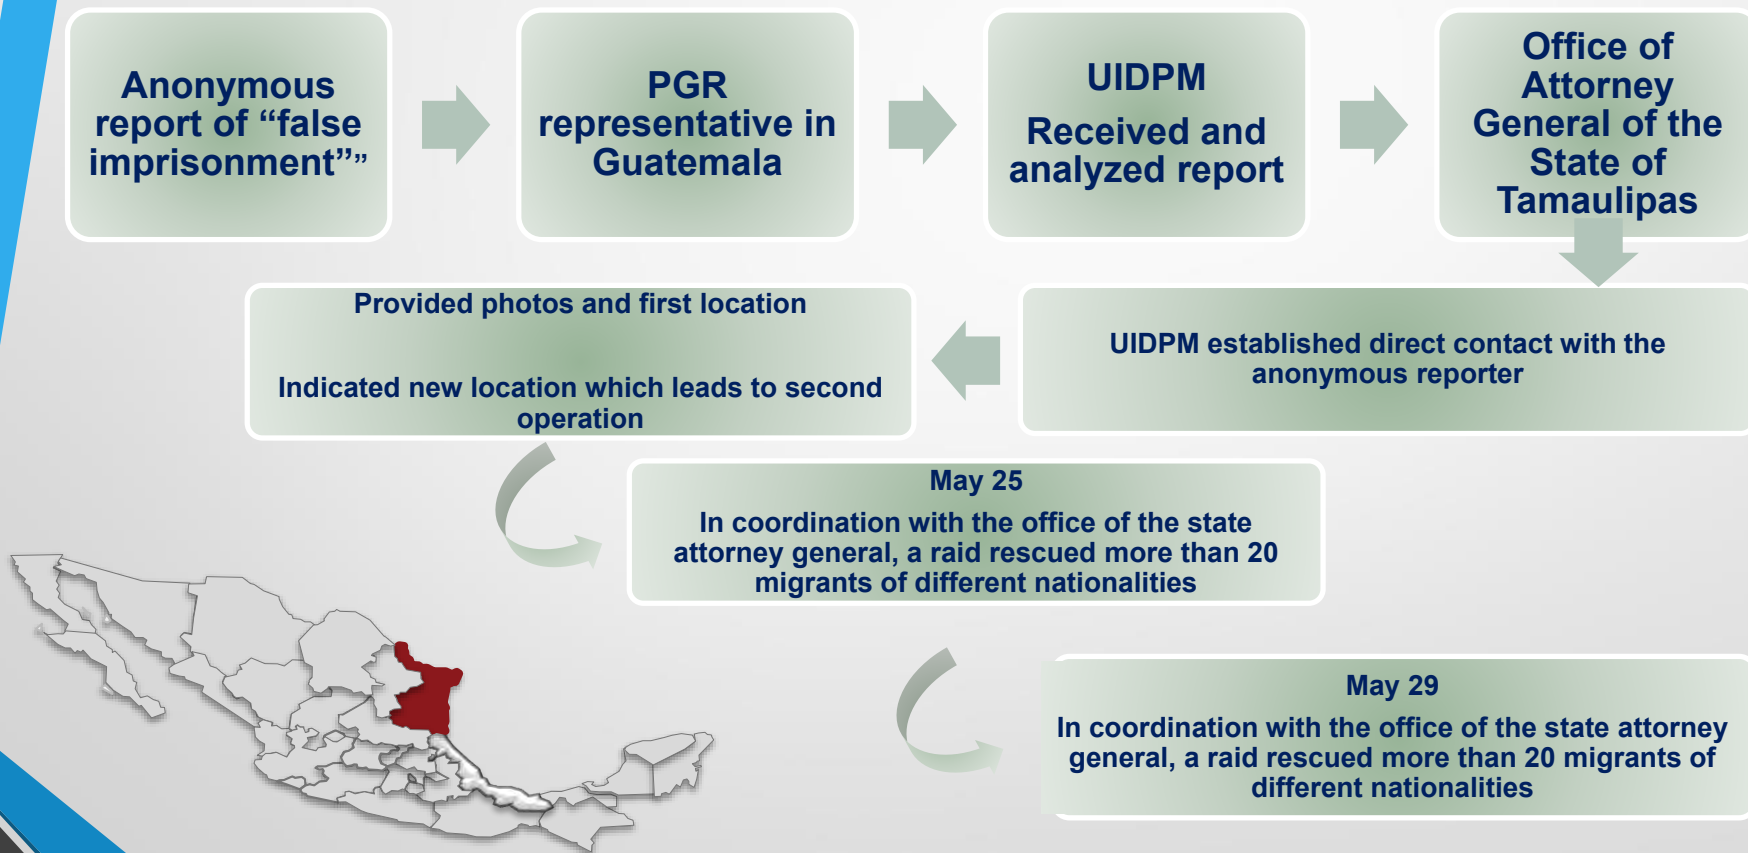 Anonymous
report of “false
imprisonment””
PGR
representative in
Guatemala
UIDPM
Received and
analyzed report
Office of
Attorney
General of the
State of
Tamaulipas
UIDPM established direct contact with the
anonymous reporter
Provided photos and first location
Indicated new location which leads to second
operation
May 25
In coordination with the office of the state
attorney general, a raid rescued more than 20
migrants of different nationalities
May 29
In coordination with the office of the state attorney
general, a raid rescued more than 20 migrants of
different nationalities